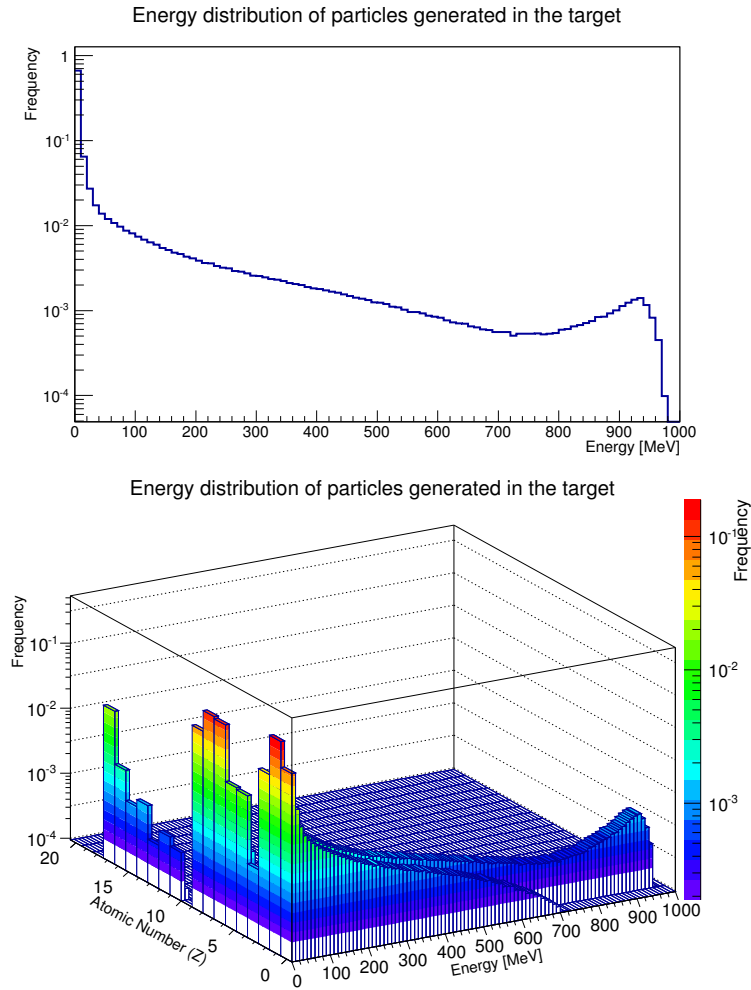 Energy distribution of particles generated in the target
Frequency
1
10-1
10-2
10-3
10-4
0 100 200 300 400 500 600 700 800 900 1000
Energy [MeV]
Energy distribution of particles generated in the target
Frequency
10-1
10-2
10-3
10-4
20
15
10
5
0
Atomic Number (Z)
0 100 200 300 400 500 600 700 800 900 1000
Energy [MeV]
Frequency
10-1
10-2
10-3